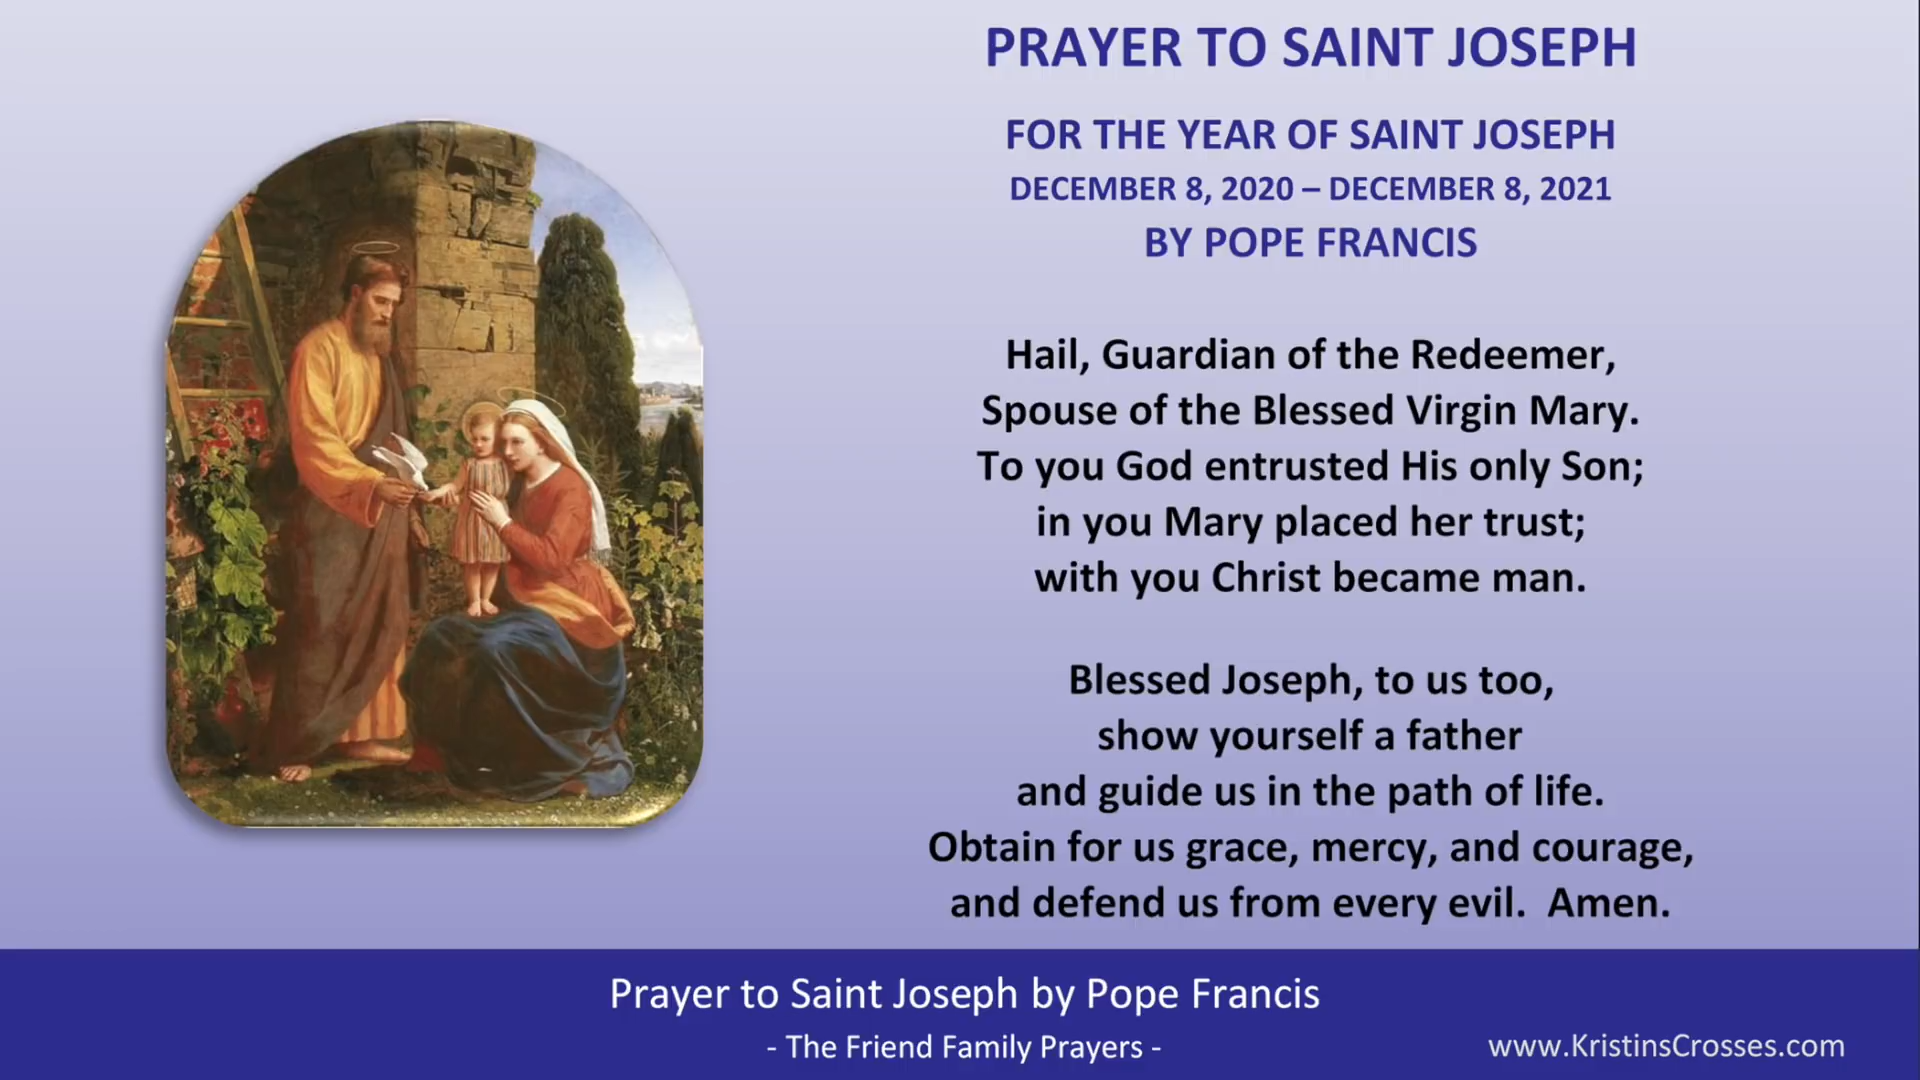 PRAYER TO SAINT JOSEPH
FOR THE YEAR OF SAINT JOSEPH
DECEMBER 8, 2020 – DECEMBER 8, 2021
BY POPE FRANCIS
Hail, Guardian of the Redeemer,
Spouse of the Blessed Virgin Mary.
To you God entrusted His only Son;
in you Mary placed her trust;
with you Christ became man.
Blessed Joseph, to us too,
show yourself a father
and guide us in the path of life.
Obtain for us grace, mercy, and courage,
and defend us from every evil.  Amen.
Prayer to Saint Joseph by Pope Francis
- The Friend Family Prayers -
www.KristinsCrosses.com